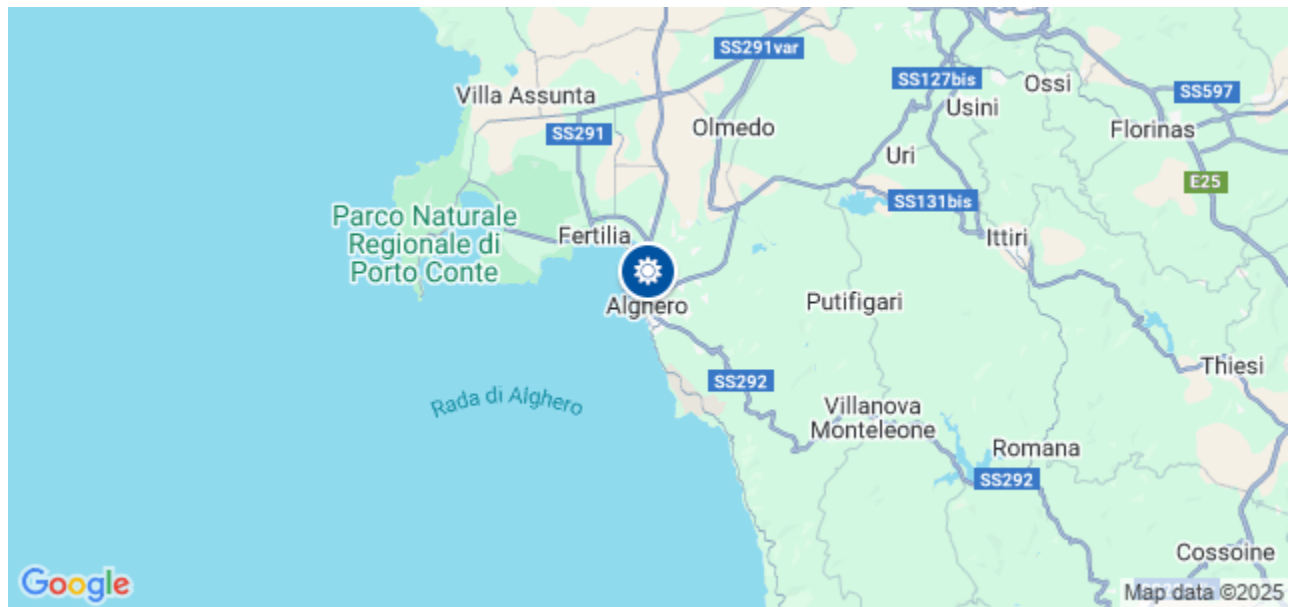 SS291var
SS127bis
Ossi
SS597
Villa Assunta
Usini
SS291
Olmedo
Florinas
Uri
E25
SS131bis
Parco Naturale
Regionale di
Porto Conte
Fertilia
Ittiri
Alghero
Putifigari
Thiesi
SS292
Rada di Alghero
Villanova
Monteleone
Romana
SS292
Cossoine
Google
Map data ©2025